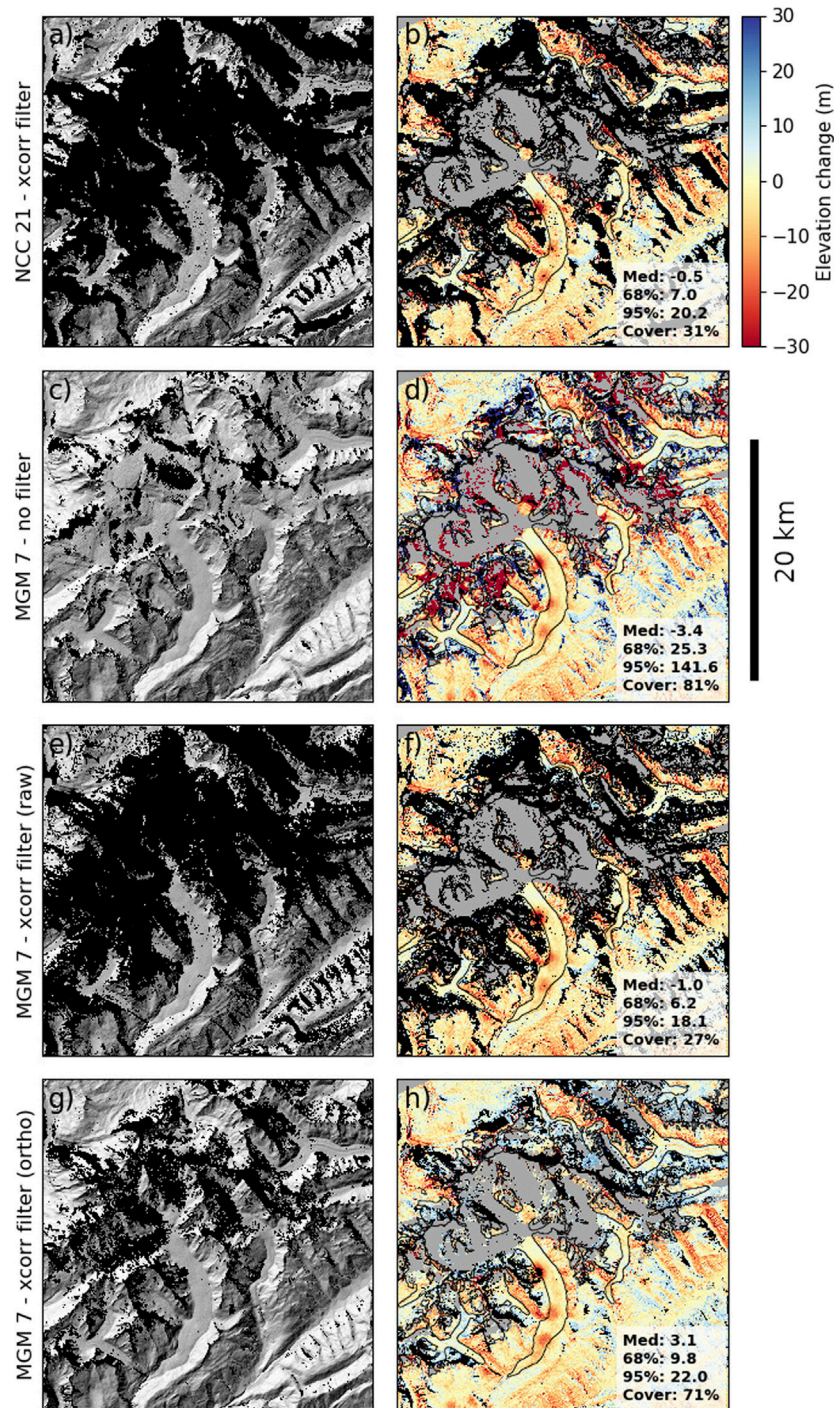 NCC 21 - xcorr filter
a)
b)
Med: -0.5
68%: 7.0
95%: 20.2
Cover: 31%
30
20
10
0
−10
−20
−30
Elevation change (m)
MGM 7 - no filter
c)
d)
Med: -3.4
68%: 25.3
95%: 141.6
Cover: 81%
20 km
MGM 7 - xcorr filter (raw)
e)
f)
Med: -1.0
68%: 6.2
95%: 18.1
Cover: 27%
MGM 7 - xcorr filter (ortho)
g)
h)
Med: 3.1
68%: 9.8
95%: 22.0
Cover: 71%